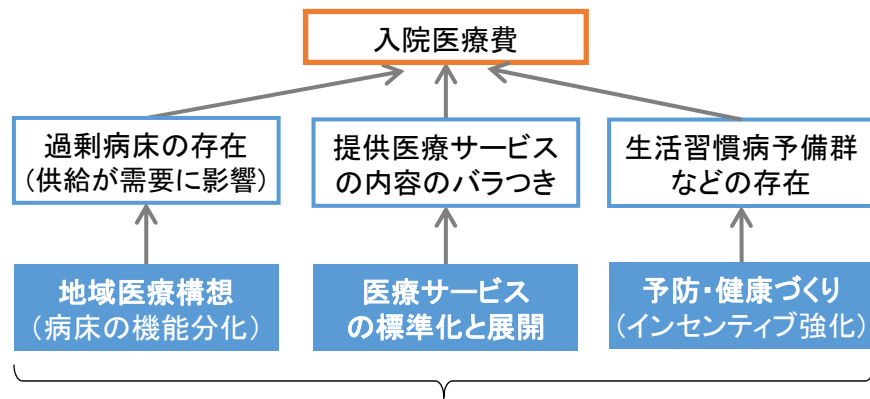 入院医療費
過剰病床の存在
(供給が需要に影響)
提供医療サービス
の内容のバラつき
生活習慣病予備群
などの存在
地域医療構想
(病床の機能分化)
医療サービス
の標準化と展開
予防・健康づくり
(インセンティブ強化)